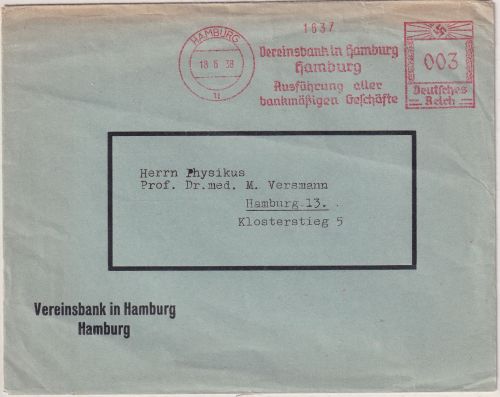 HAMBURG
18.6.38
11
1637
Vereinsbank in Hamburg
Hamburg
Ausführung aller
bankmäßigen Geschäfte
003
Deutsches
Reich
Herrn Physikus
Prof. Dr.med. M. Versmann
Hamburg 13.
Klosterstieg 5
Vereinsbank in Hamburg
Hamburg